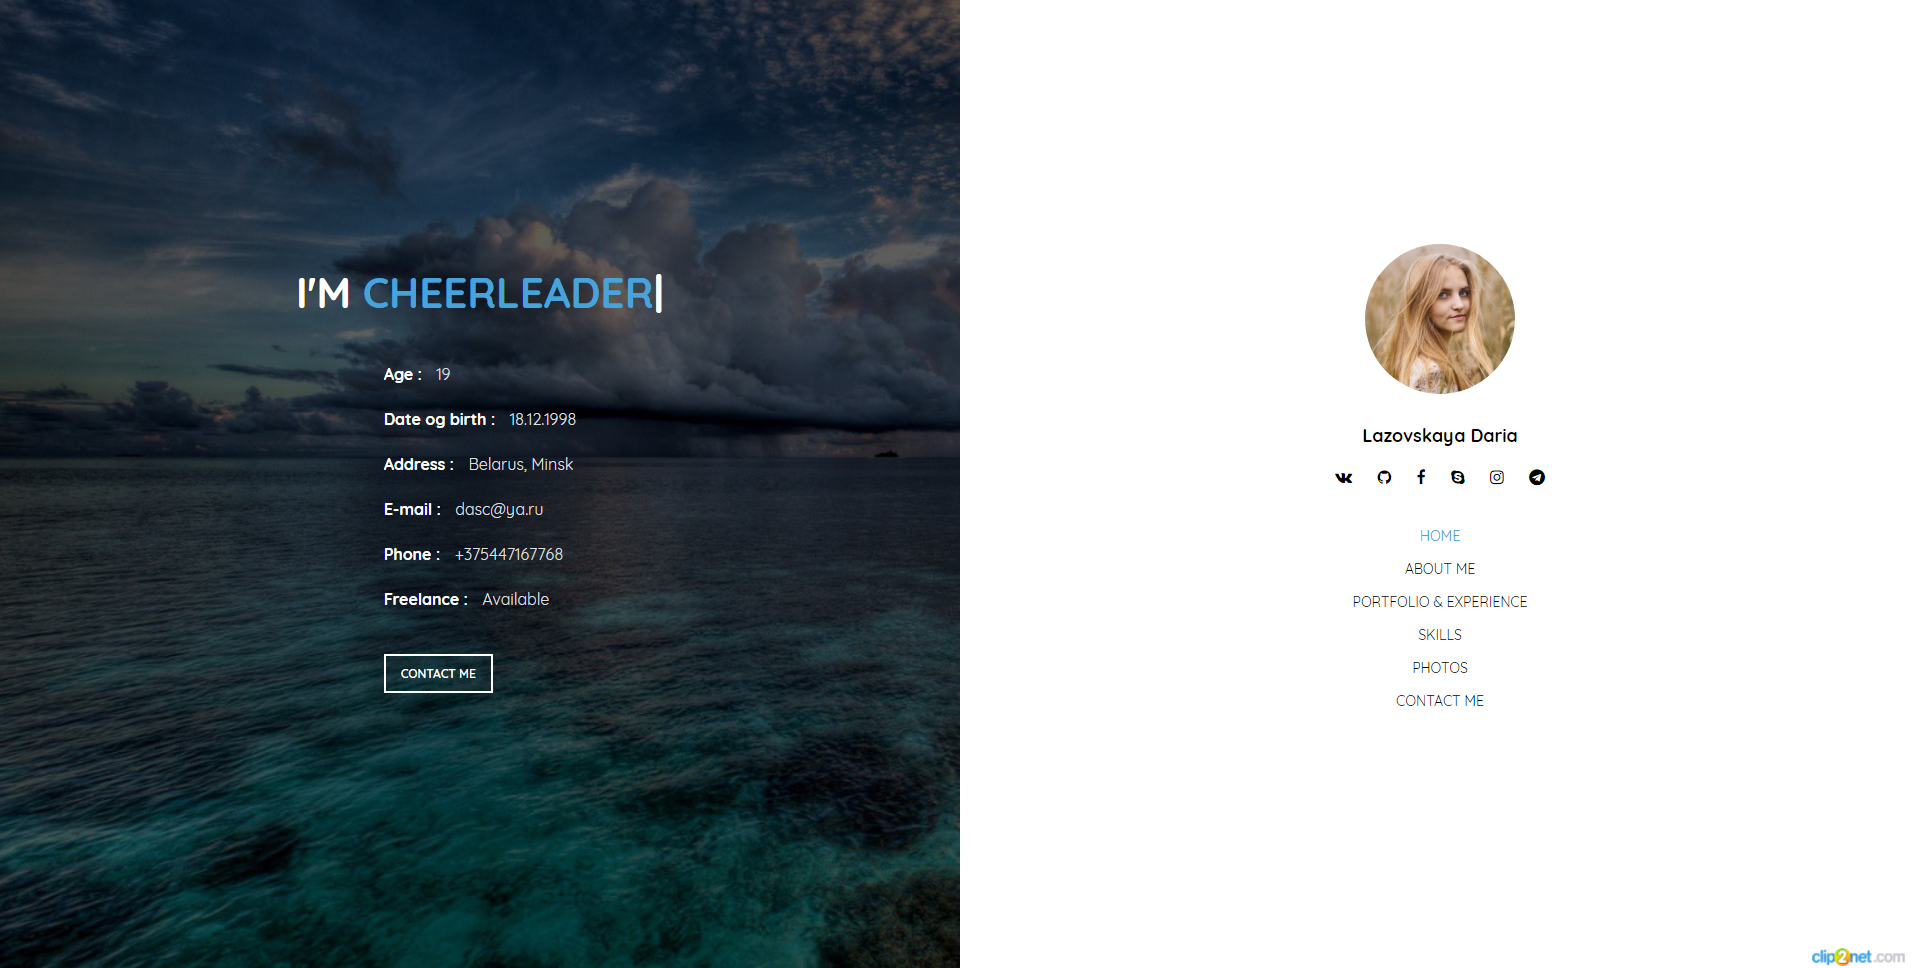 I'M CHEERLEADER|
Age : 19
Date og birth : 18.12.1998
Address : Belarus, Minsk
E-mail : dasc@ya.ru
Phone : +375447167768
Freelance : Available
CONTACT ME
Lazovskaya Daria
HOME
ABOUT ME
PORTFOLIO & EXPERIENCE
SKILLS
PHOTOS
CONTACT ME
clip2net.com